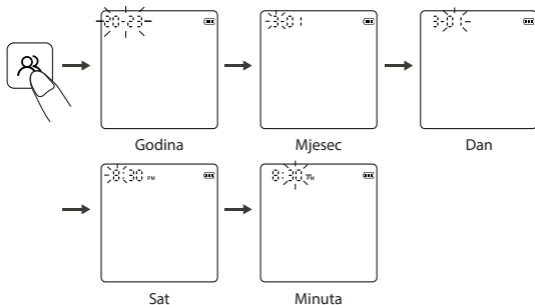 20-23
3-01
3-01
Godina
Mjesec
Dan
8:30 PM
8:30 PM
Sat
Minuta